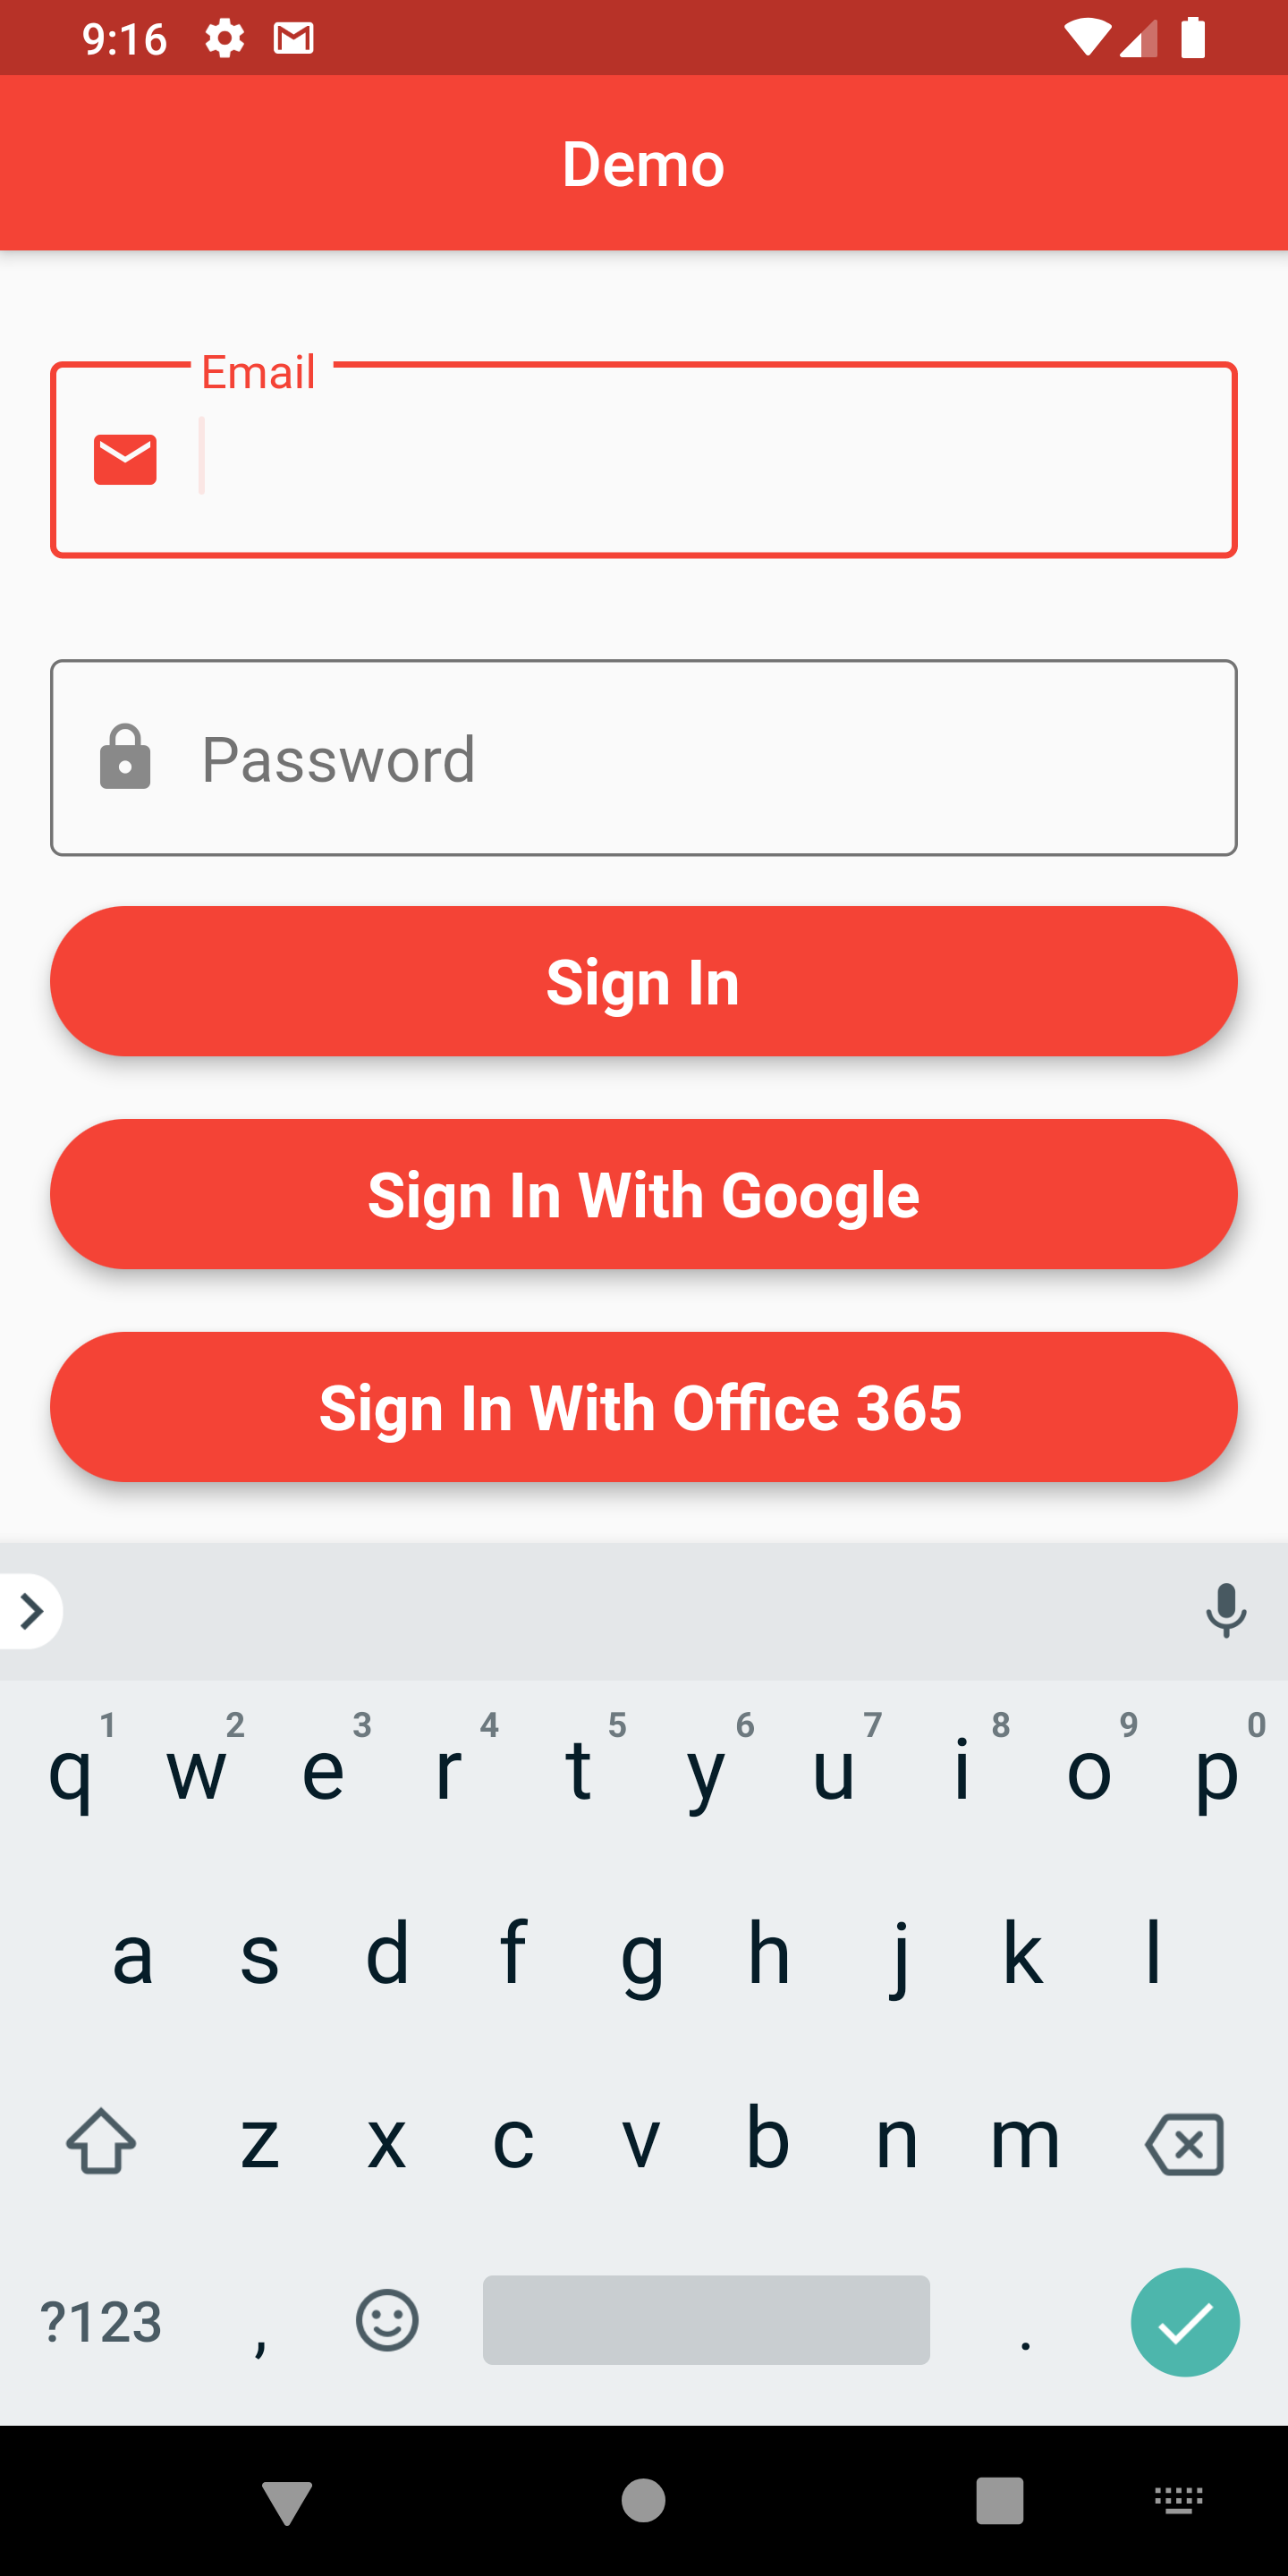 9:16
Demo
Email
Password
Sign In
Sign In With Google
Sign In With Office 365
1 2 3 4 5 6 7 8 9 0
q w e r t y u i o p
a s d f g h j k l
z x c v b n m
?123 , .